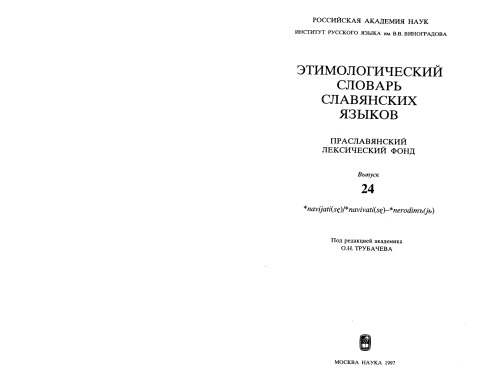 РОССИЙСКАЯ АКАДЕМИЯ НАУК
ИНСТИТУТ РУССКОГО ЯЗЫКА им. В.В. ВИНОГРАДОВА
ЭТИМОЛОГИЧЕСКИЙ
СЛОВАРЬ
СЛАВЯНСКИХ
ЯЗЫКОВ
ПРАСЛАВЯНСКИЙ
ЛЕКСИЧЕСКИЙ ФОНД
Выпуск
24
*navijati(sę)/*navivati(sę)–*nerodimъ(jь)
Под редакцией академика
О.Н. ТРУБАЧЕВА
МОСКВА НАУКА 1997